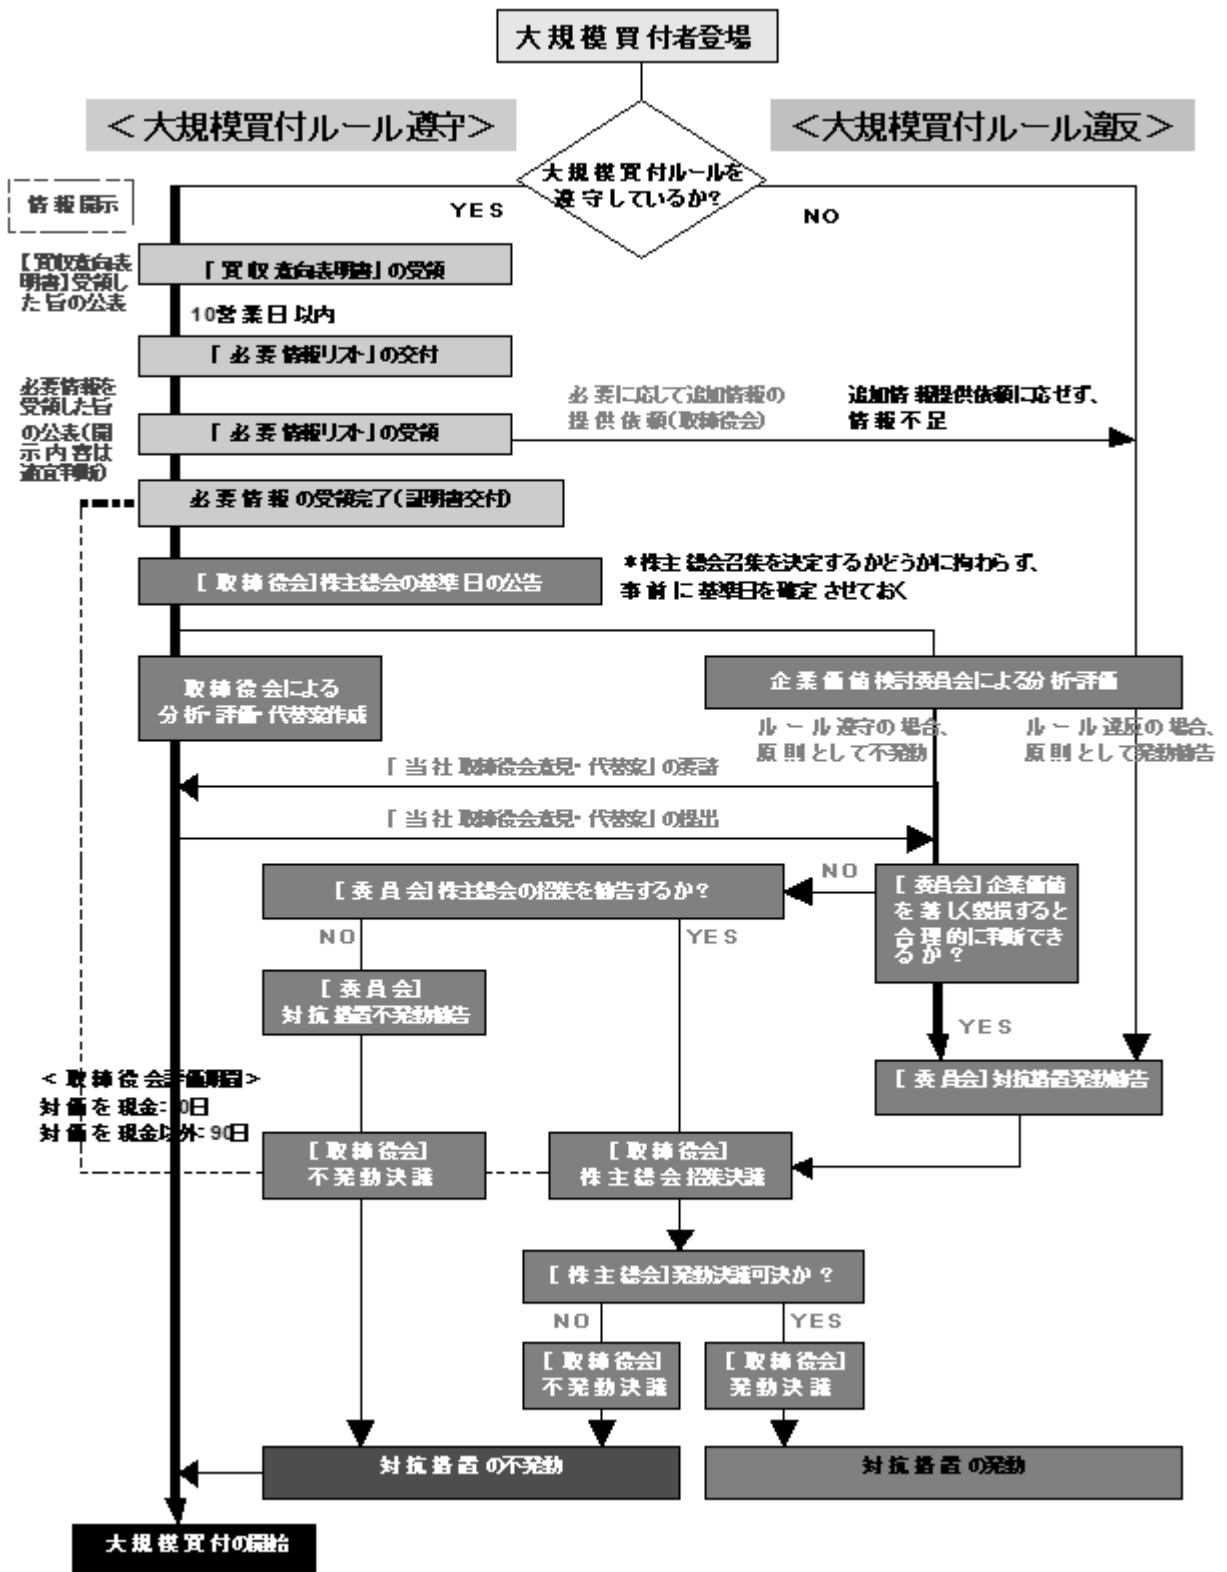 大規模買付者登場
＜大規模買付ルール遵守＞
＜大規模買付ルール違反＞
大規模買付ルールを
遵守しているか?
YES
NO
情報開示
【買収意向表
明書】受領し
た旨の公表
「買収意向表明書」の受領
10営業日以内
「必要情報リスト」の交付
必要情報を
受領した旨
の公表(開
示内容は
適宜判断)
「必要情報リスト」の受領
必要に応じて追加情報の
提供依頼(取締役会)
追加情報提供依頼に応ぜず、
情報不足
必要情報の受領完了(証明書交付)
[取締役会]株主総会の基準日の公告
*株主総会召集を決定するかどうかに拘わらず、
事前に基準日を確定させておく
取締役会による
分析・評価・代替案作成
企業価値検討委員会による分析・評価
ルール遵守の場合、
原則として不発動
ルール違反の場合、
原則として発動勧告
「当社取締役会意見・代替案」の要請
「当社取締役会意見・代替案」の提出
[委員会]株主総会の招集を勧告するか?
NO
[委員会]企業価値
を著しく毀損すると
合理的に判断でき
るか?
NO
YES
[委員会]
対抗措置不発動勧告
YES
[委員会]対抗措置発動勧告
＜取締役会評価期間＞
対価を現金:
対価を現金以外:90日
[取締役会]
不発動決議
[取締役会]
株主総会招集決議
[株主総会]発動決議可決か?
NO
YES
[取締役会]
不発動決議
[取締役会]
発動決議
対抗措置の不発動
対抗措置の発動
大規模買付の開始